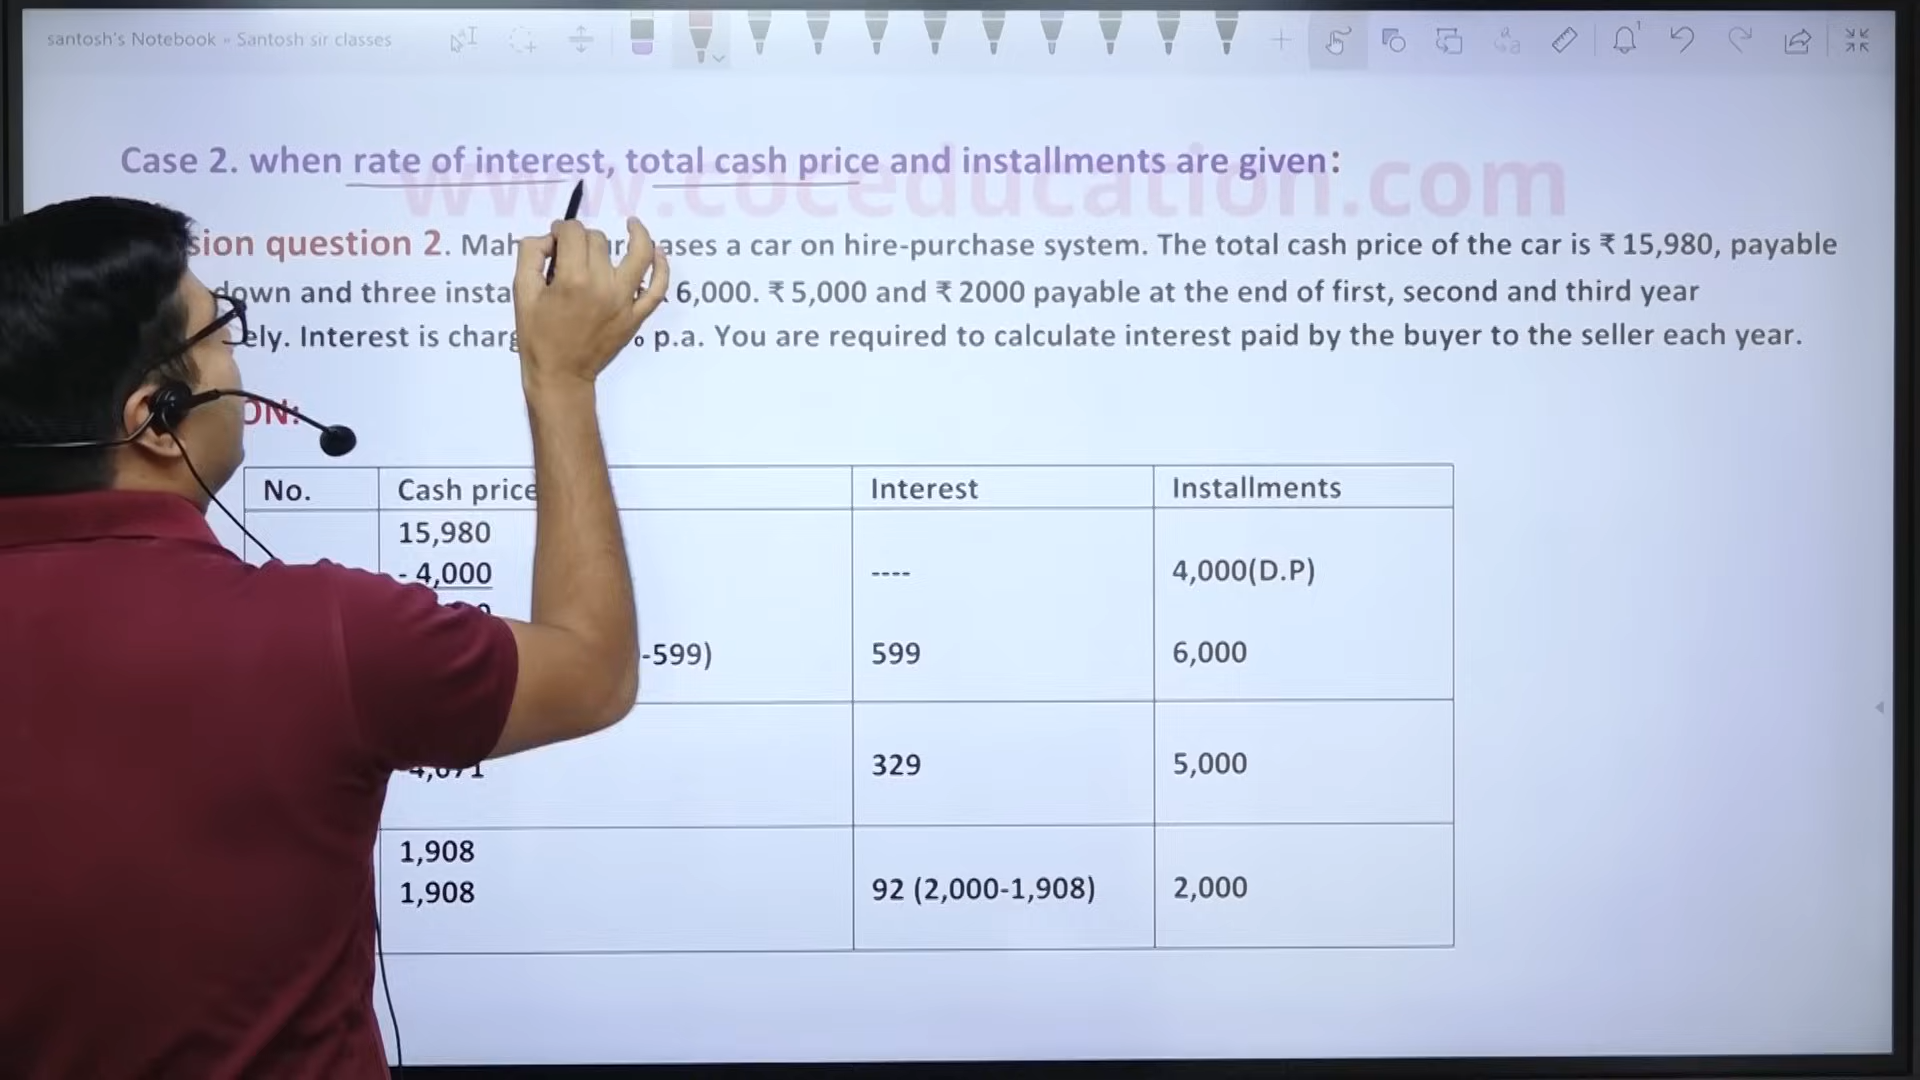 santosh's Notebook - Santosh sir classes
Case 2. when rate of interest, total cash price and installments are given:
www.coceducation.com
sion question 2. Mah ases a car on hire-purchase system. The total cash price of the car is ₹ 15,980, payable
down and three insta 6,000. ₹ 5,000 and ₹ 2000 payable at the end of first, second and third year
ely. Interest is charg % p.a. You are required to calculate interest paid by the buyer to the seller each year.
ON:
No. Cash price Interest Installments
15,980
- 4,000 ---- 4,000(D.P)
-599) 599 6,000
329 5,000
1,908
1,908 92 (2,000-1,908) 2,000